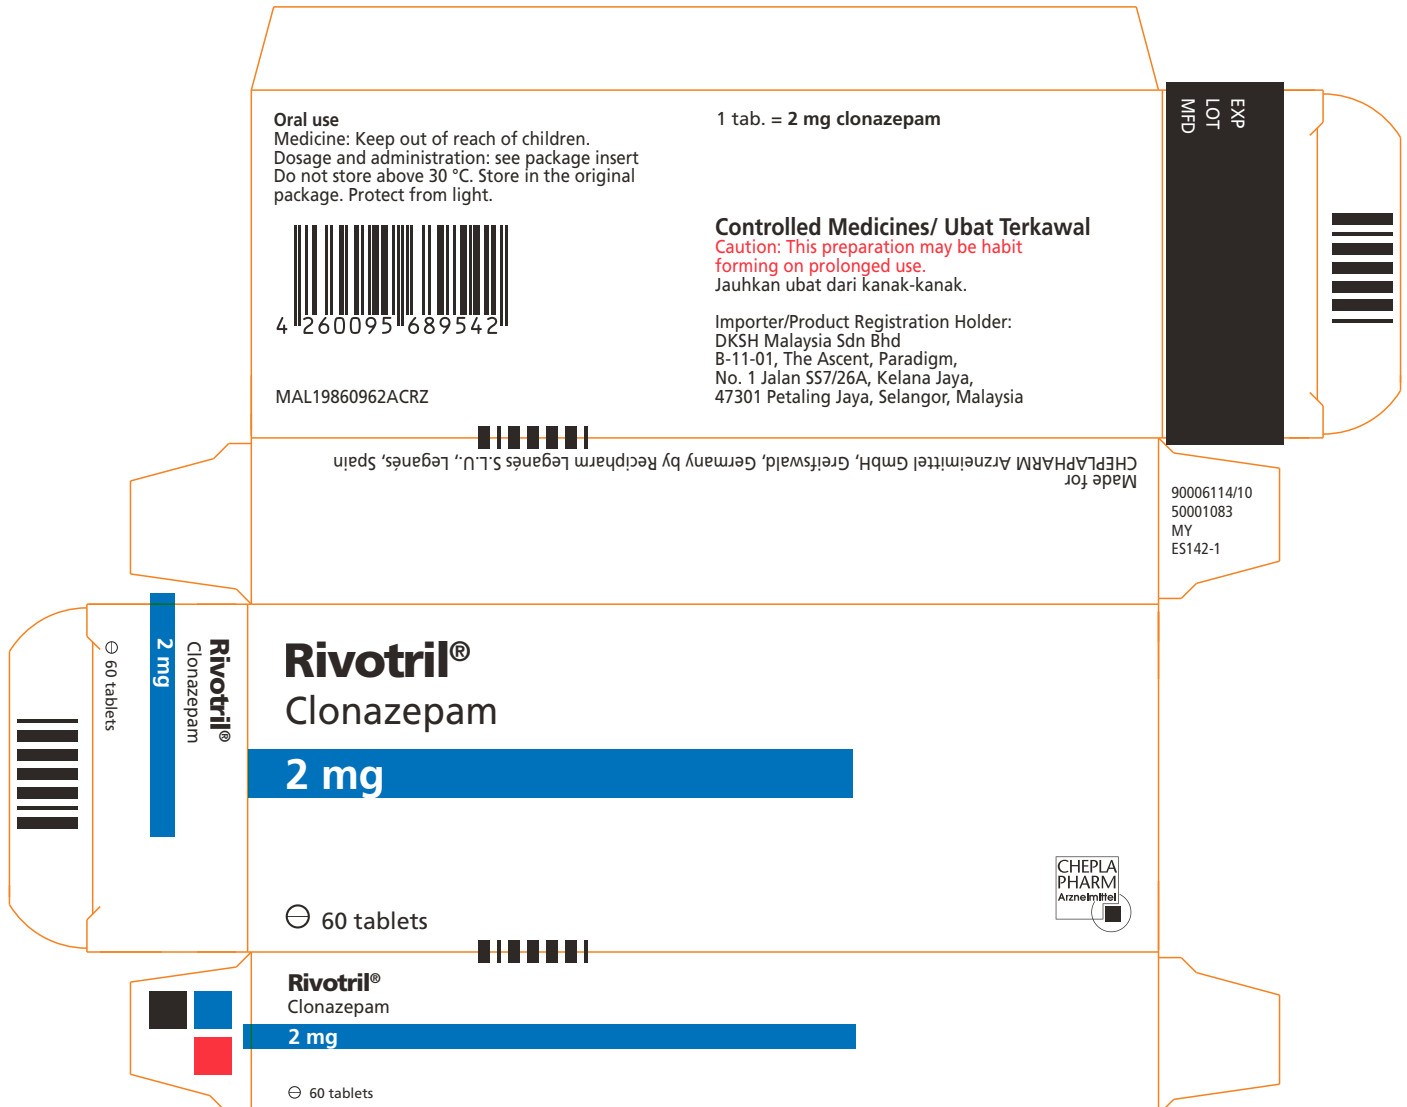 Oral use
Medicine: Keep out of reach of children.
Dosage and administration: see package insert
Do not store above 30 °C. Store in the original
package. Protect from light.
4 260095 689542
MAL19860962ACRZ
1 tab. = 2 mg clonazepam
Controlled Medicines/ Ubat Terkawal
Caution: This preparation may be habit
forming on prolonged use.
Jauhkan ubat dari kanak-kanak.
Importer/Product Registration Holder:
DKSH Malaysia Sdn Bhd
B-11-01, The Ascent, Paradigm,
No. 1 Jalan SS7/26A, Kelana Jaya,
47301 Petaling Jaya, Selangor, Malaysia
EXP
LOT
MFD
Made for
CHEPLAPHARM Arzneimittel GmbH, Greifswald, Germany by Recipharm Leganés S.L.U., Leganés, Spain
90006114/10
50001083
MY
ES142-1
Rivotril®
Clonazepam
2 mg
60 tablets
Rivotril®
Clonazepam
2 mg
60 tablets
CHEPLA
PHARM
Arzneimittel
Rivotril®
Clonazepam
2 mg
60 tablets